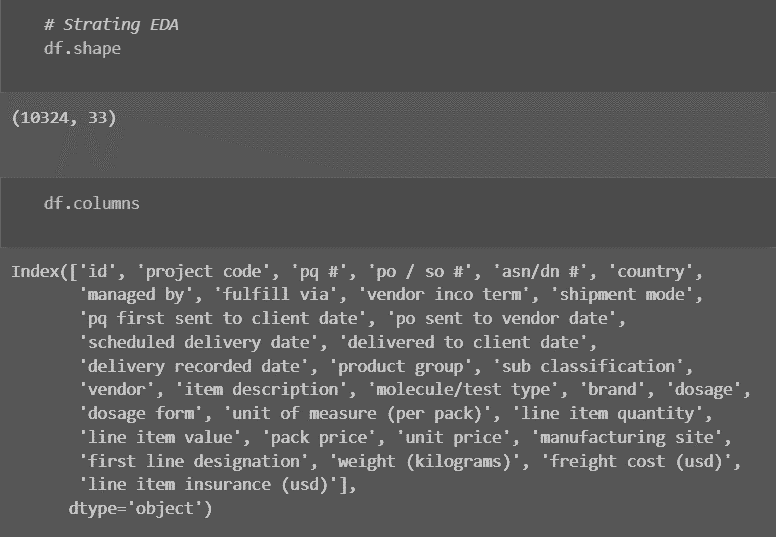 # Strating EDA
df.shape
(10324, 33)
df.columns
Index(['id', 'project code', 'pq #', 'po / so #', 'asn/dn #', 'country',
'managed by', 'fulfill via', 'vendor inco term', 'shipment mode',
'pq first sent to client date', 'po sent to vendor date',
'scheduled delivery date', 'delivered to client date',
'delivery recorded date', 'product group', 'sub classification',
'vendor', 'item description', 'molecule/test type', 'brand', 'dosage',
'dosage form', 'unit of measure (per pack)', 'line item quantity',
'line item value', 'pack price', 'unit price', 'manufacturing site',
'first line designation', 'weight (kilograms)', 'freight cost (usd)',
'line item insurance (usd)'],
dtype='object')